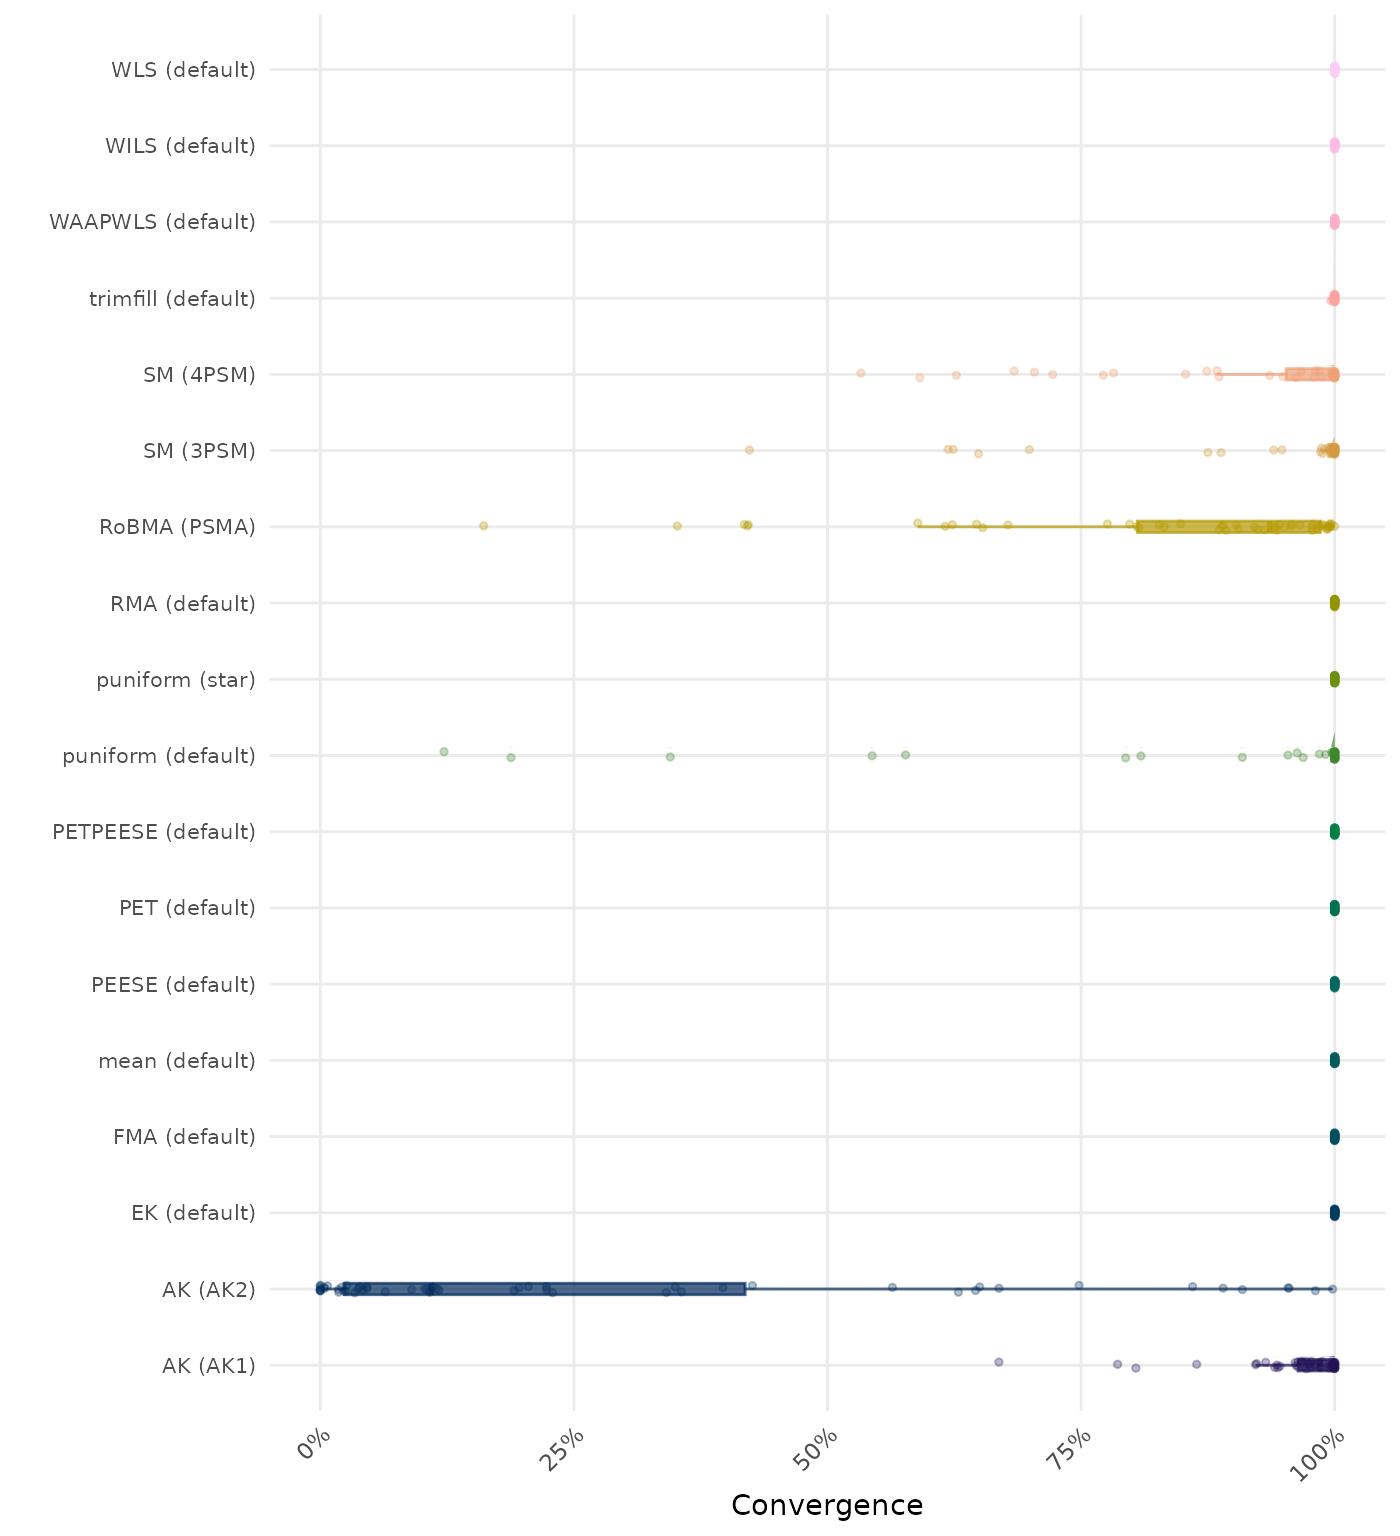 WLS (default)
WILS (default)
WAAPWLS (default)
trimfill (default)
SM (4PSM)
SM (3PSM)
RoBMA (PSMA)
RMA (default)
puniform (star)
puniform (default)
PETPEESE (default)
PET (default)
PEESE (default)
mean (default)
FMA (default)
EK (default)
AK (AK2)
AK (AK1)
0%
25%
50%
75%
100%
Convergence